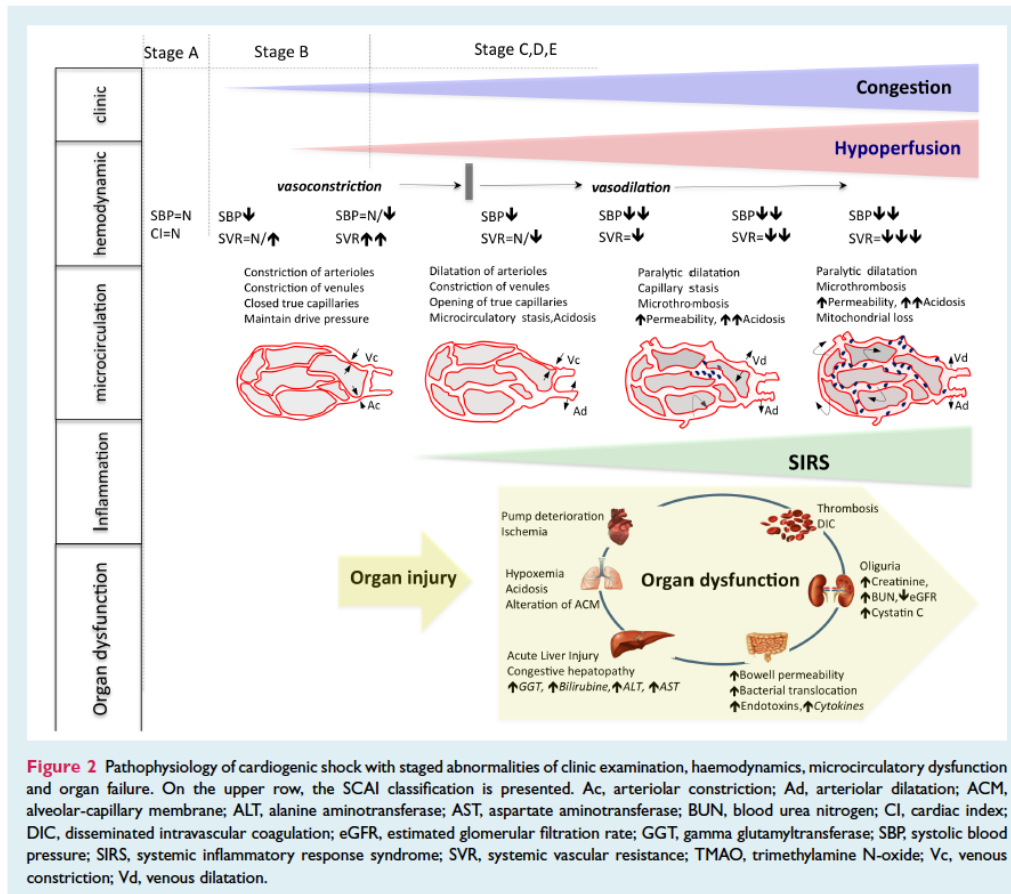 Stage A
Stage B
Stage C,D,E
clinic
Congestion
Hypoperfusion
hemodynamic
vasoconstriction
vasodilation
SBP=N
CI=N
SBP↓
SVR=N/↑
SBP=N/↓
SVR↑↑
SBP↓
SVR=N/↓
SBP↓↓
SVR=↓
SBP↓↓
SVR=↓↓
SBP↓↓
SVR=↓↓↓
microcirculation
Constriction of arterioles
Constriction of venules
Closed true capillaries
Maintain drive pressure
Vc
Ac
Dilatation of arterioles
Constriction of venules
Opening of true capillaries
Microcirculatory stasis,Acidosis
Vc
Ad
Paralytic dilatation
Capillary stasis
Microthrombosis
↑Permeability, ↑↑Acidosis
Vd
Ad
Paralytic dilatation
Microthrombosis
↑Permeability, ↑↑Acidosis
Mitochondrial loss
Vd
Ad
Inflammation
SIRS
Organ dysfunction
Organ injury
Organ dysfunction
Pump deterioration
Ischemia
Thrombosis
DIC
Hypoxemia
Acidosis
Alteration of ACM
Oliguria
↑Creatinine,
↑BUN,↓eGFR
↑Cystatin C
Acute Liver Injury
Congestive hepatopathy
↑GGT, ↑Bilirubine,↑ALT, ↑AST
↑Bowell permeability
↑Bacterial translocation
↑Endotoxins,↑Cytokines
Figure 2 Pathophysiology of cardiogenic shock with staged abnormalities of clinic examination, haemodynamics, microcirculatory dysfunction
and organ failure. On the upper row, the SCAI classification is presented. Ac, arteriolar constriction; Ad, arteriolar dilatation; ACM,
alveolar-capillary membrane; ALT, alanine aminotransferase; AST, aspartate aminotransferase; BUN, blood urea nitrogen; CI, cardiac index;
DIC, disseminated intravascular coagulation; eGFR, estimated glomerular filtration rate; GGT, gamma glutamyltransferase; SBP, systolic blood
pressure; SIRS, systemic inflammatory response syndrome; SVR, systemic vascular resistance; TMAO, trimethylamine N-oxide; Vc, venous
constriction; Vd, venous dilatation.